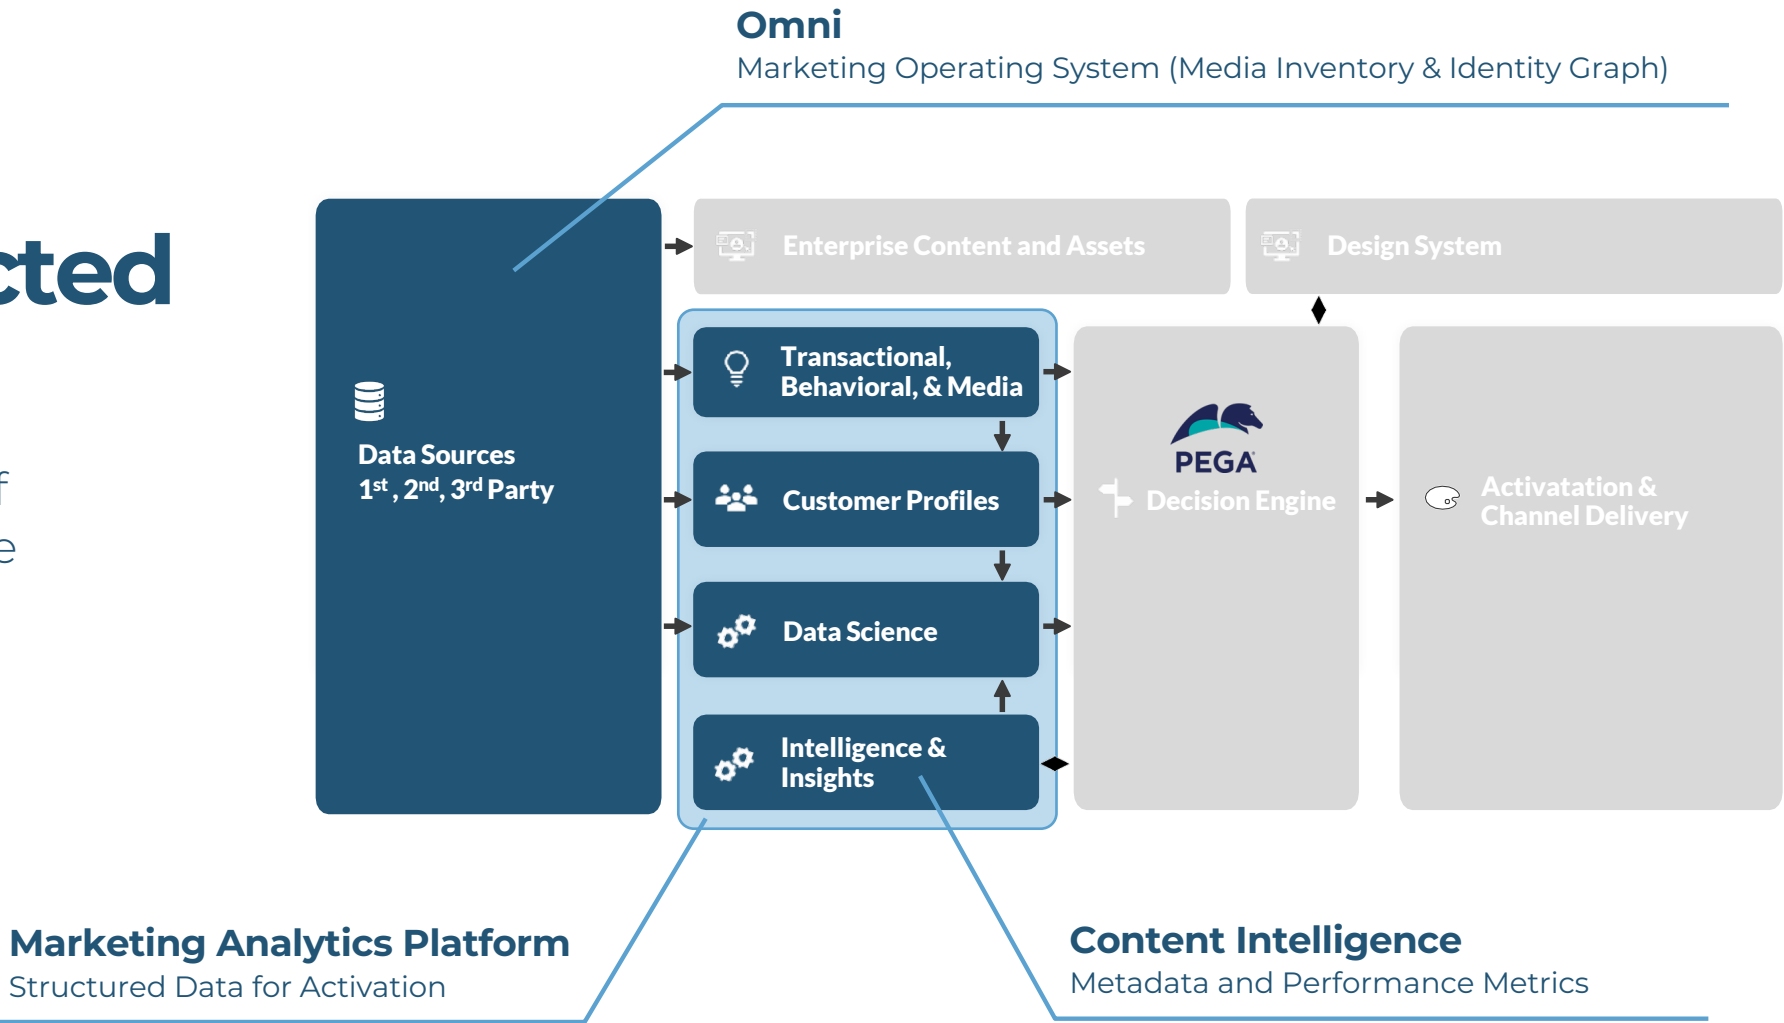 Omni
Marketing Operating System (Media Inventory & Identity Graph)
cted
f
e
Data Sources
1st , 2nd, 3rd Party
Enterprise Content and Assets
Design System
Transactional,
Behavioral, & Media
Customer Profiles
Data Science
Intelligence &
Insights
PEGA
Decision Engine
Activatation &
Channel Delivery
Marketing Analytics Platform
Structured Data for Activation
Content Intelligence
Metadata and Performance Metrics